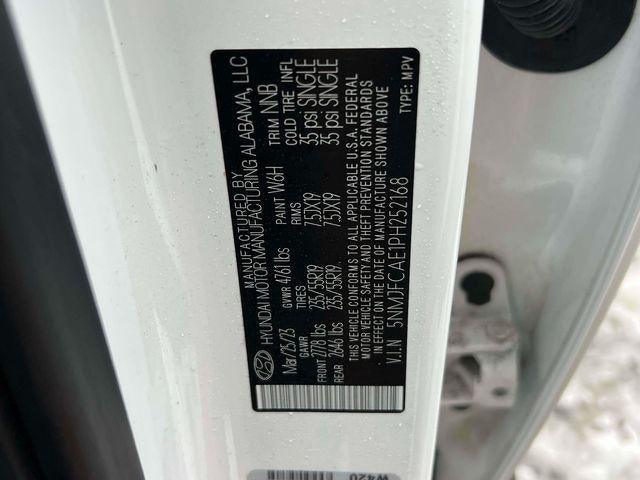 MANUFACTURED BY
HYUNDAI MOTOR MANUFACTURING ALABAMA, LLC
Mar/25/23 GVWR 4761 lbs PAINT W6H TRIM NNB
GAWR TIRES RIMS COLD TIRE INFL
FRONT 2778 lbs 235/55R19 7.5JX19 35 psi SINGLE
REAR 2646 lbs 235/55R19 7.5JX19 35 psi SINGLE
THIS VEHICLE CONFORMS TO ALL APPLICABLE U.S.A. FEDERAL
MOTOR VEHICLE SAFETY AND THEFT PREVENTION STANDARDS
IN EFFECT ON THE DATE OF MANUFACTURE SHOWN ABOVE
V.I.N 5NMJFCAE1PH252168 TYPE: MPV
W420